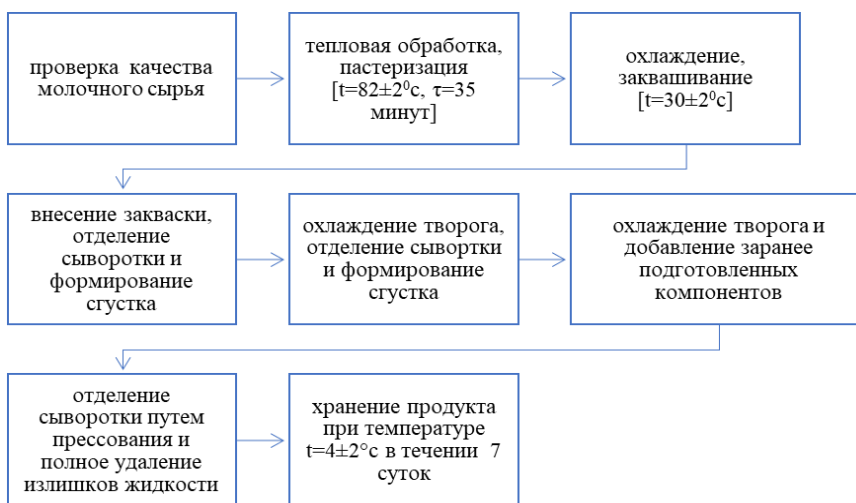 проверка качества
молочного сырья
тепловая обработка,
пастеризация
[t=82±2⁰c, τ=35
минут]
охлаждение,
заквашивание
[t=30±2⁰c]
внесение закваски,
отделение
сыворотки и
формирование
сгустка
охлаждение творога,
отделение сывортки
и формирование
сгустка
охлаждение творога и
добавление заранее
подготовленных
компонентов
отделение
сыворотки путем
прессования и
полное удаление
излишков жидкости
хранение продукта
при температуре
t=4±2°c в течении 7
суток